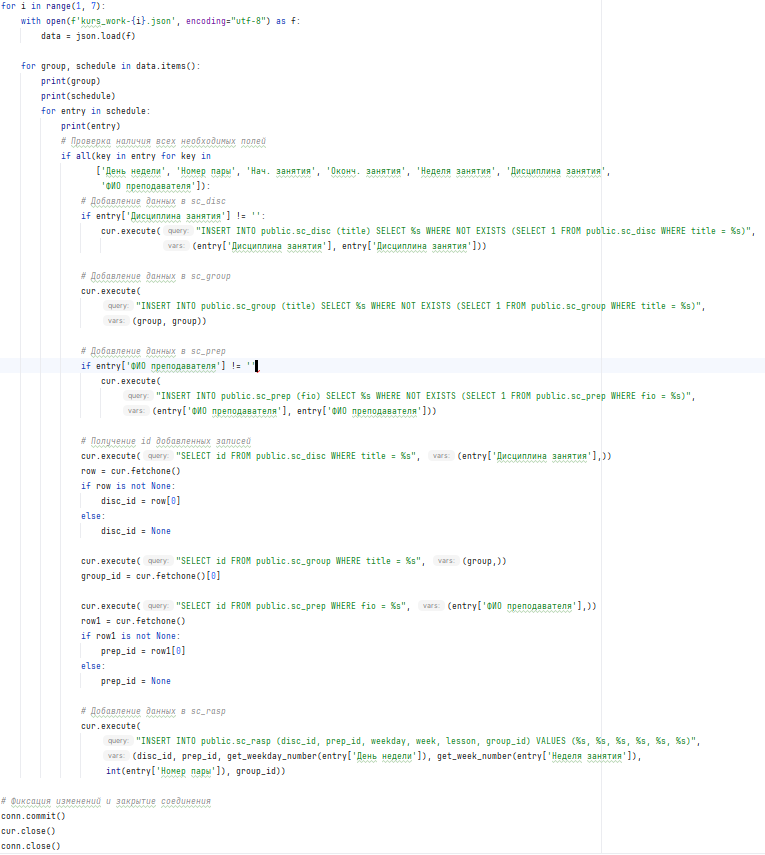 for i in range(1, 7):
    with open(f'kurs_work-{i}.json', encoding="utf-8") as f:
        data = json.load(f)

    for group, schedule in data.items():
        print(group)
        print(schedule)
        for entry in schedule:
            print(entry)
            # Проверка наличия всех необходимых полей
            if all(key in entry for key in
                   ['День недели', 'Номер пары', 'Нач. занятия', 'Оконч. занятия', 'Неделя занятия', 'Дисциплина занятия',
                    'ФИО преподавателя']):
                # Добавление данных в sc_disc
                if entry['Дисциплина занятия'] != '':
                    cur.execute( query: "INSERT INTO public.sc_disc (title) SELECT %s WHERE NOT EXISTS (SELECT 1 FROM public.sc_disc WHERE title = %s)",
                                 vars: (entry['Дисциплина занятия'], entry['Дисциплина занятия']))

                # Добавление данных в sc_group
                cur.execute(
                     query: "INSERT INTO public.sc_group (title) SELECT %s WHERE NOT EXISTS (SELECT 1 FROM public.sc_group WHERE title = %s)",
                     vars: (group, group))

                # Добавление данных в sc_prep
                if entry['ФИО преподавателя'] != '':
                    cur.execute(
                         query: "INSERT INTO public.sc_prep (fio) SELECT %s WHERE NOT EXISTS (SELECT 1 FROM public.sc_prep WHERE fio = %s)",
                         vars: (entry['ФИО преподавателя'], entry['ФИО преподавателя']))

                # Получение id добавленных записей
                cur.execute( query: "SELECT id FROM public.sc_disc WHERE title = %s",  vars: (entry['Дисциплина занятия'],))
                row = cur.fetchone()
                if row is not None:
                    disc_id = row[0]
                else:
                    disc_id = None

                cur.execute( query: "SELECT id FROM public.sc_group WHERE title = %s",  vars: (group,))
                group_id = cur.fetchone()[0]

                cur.execute( query: "SELECT id FROM public.sc_prep WHERE fio = %s",  vars: (entry['ФИО преподавателя'],))
                row1 = cur.fetchone()
                if row1 is not None:
                    prep_id = row1[0]
                else:
                    prep_id = None

                # Добавление данных в sc_rasp
                cur.execute(
                     query: "INSERT INTO public.sc_rasp (disc_id, prep_id, weekday, week, lesson, group_id) VALUES (%s, %s, %s, %s, %s, %s)",
                     vars: (disc_id, prep_id, get_weekday_number(entry['День недели']), get_week_number(entry['Неделя занятия']),
                     int(entry['Номер пары']), group_id))

# Фиксация изменений и закрытие соединения
conn.commit()
cur.close()
conn.close()